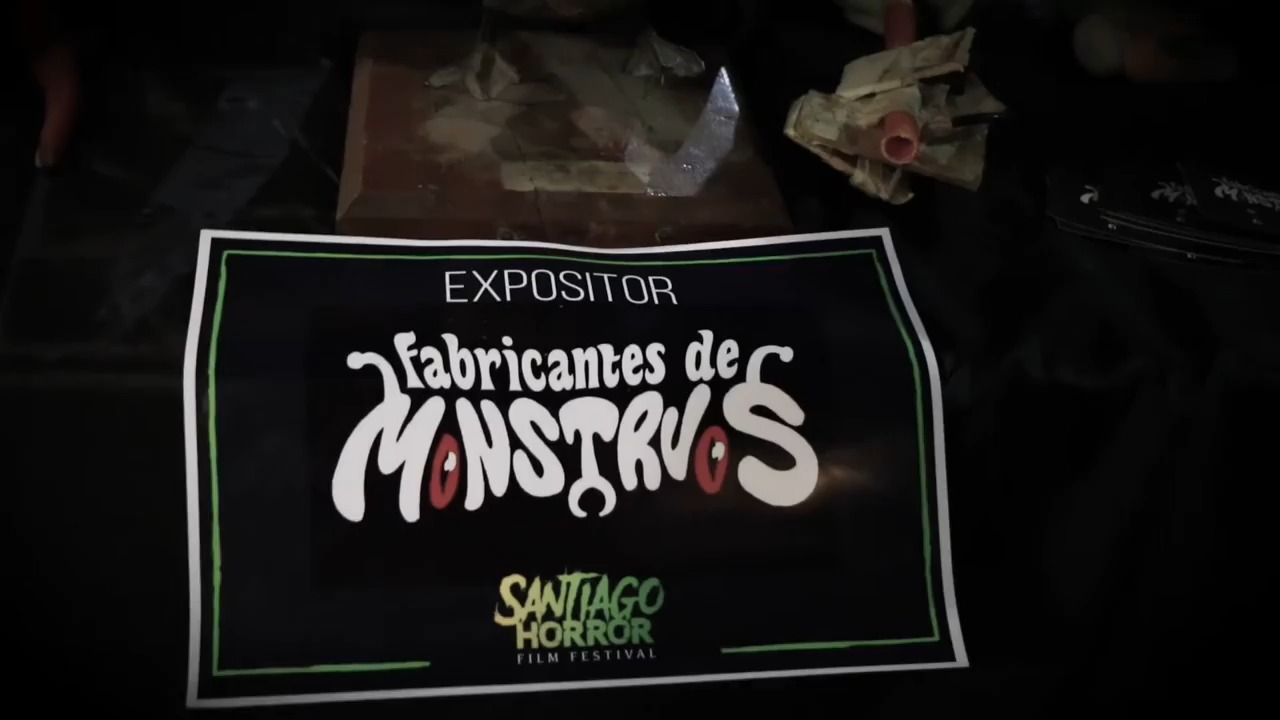 EXPOSITOR
fabricantes de
MONSTRUOS
SANTIAGO
HORROR
FILM FESTIVAL